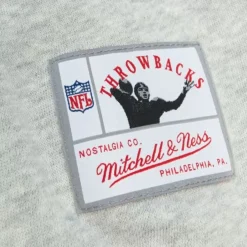 THROWBACKS
NFL
NOSTALGIA CO.
Mitchell & Ness
PHILADELPHIA, PA.